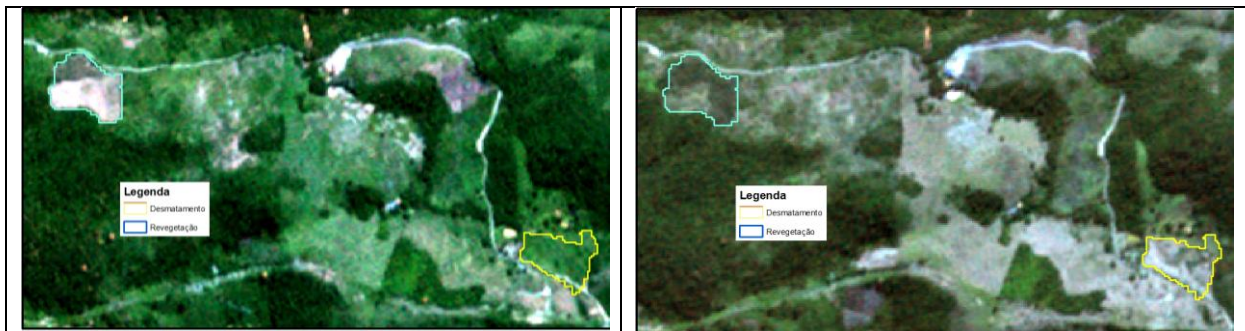 Legenda
Desmatamento
Revegetação
Legenda
Desmatamento
Revegetação